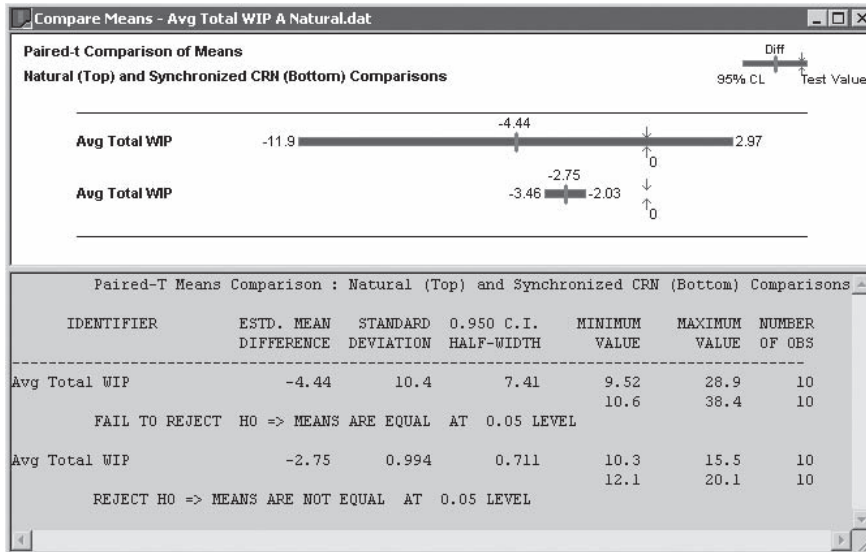 Compare Means - Avg Total WIP A Natural.dat
Paired-t Comparison of Means
Natural (Top) and Synchronized CRN (Bottom) Comparisons
Diff
95% CL
Test Value
Avg Total WIP
-11.9
-4.44
2.97
0
Avg Total WIP
-3.46
-2.75
-2.03
0
Paired-T Means Comparison : Natural (Top) and Synchronized CRN (Bottom) Comparisons
IDENTIFIER ESTD. MEAN STANDARD 0.950 C.I. MINIMUM MAXIMUM NUMBER
DIFFERENCE DEVIATION HALF-WIDTH VALUE VALUE OF OBS
Avg Total WIP -4.44 10.4 7.41 9.52 28.9 10
10.6 38.4 10
FAIL TO REJECT HO => MEANS ARE EQUAL AT 0.05 LEVEL
Avg Total WIP -2.75 0.994 0.711 10.3 15.5 10
12.1 20.1 10
REJECT HO => MEANS ARE NOT EQUAL AT 0.05 LEVEL